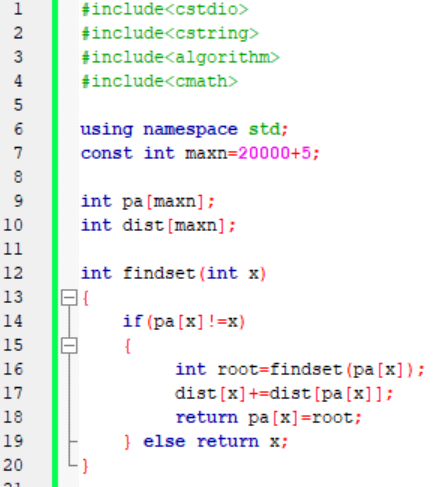 1 #include<cstdio>
2 #include<cstring>
3 #include<algorithm>
4 #include<cmath>
5
6 using namespace std;
7 const int maxn=20000+5;
8
9 int pa[maxn];
10 int dist[maxn];
11
12 int findset(int x)
13 {
14 if(pa[x]!=x)
15 {
16 int root=findset(pa[x]);
17 dist[x]+=dist[pa[x]];
18 return pa[x]=root;
19 } else return x;
20 }